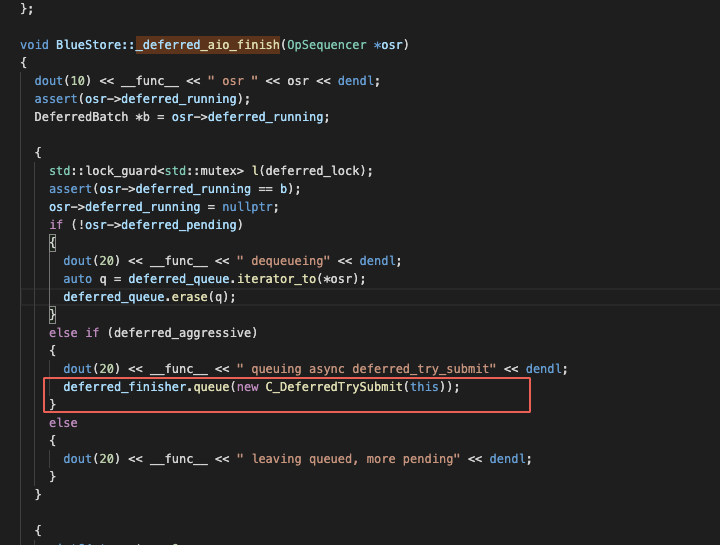 };
void BlueStore::_deferred_aio_finish(OpSequencer *osr)
{
dout(10) << __func__ << " osr " << osr << dendl;
assert(osr->deferred_running);
DeferredBatch *b = osr->deferred_running;
{
std::lock_guard<std::mutex> l(deferred_lock);
assert(osr->deferred_running == b);
osr->deferred_running = nullptr;
if (!osr->deferred_pending)
{
dout(20) << __func__ << " dequeueing" << dendl;
auto q = deferred_queue.iterator_to(*osr);
deferred_queue.erase(q);
}
else if (deferred_aggressive)
{
dout(20) << __func__ << " queuing async deferred_try_submit" << dendl;
deferred_finisher.queue(new C_DeferredTrySubmit(this));
}
else
{
dout(20) << __func__ << " leaving queued, more pending" << dendl;
}
}
{